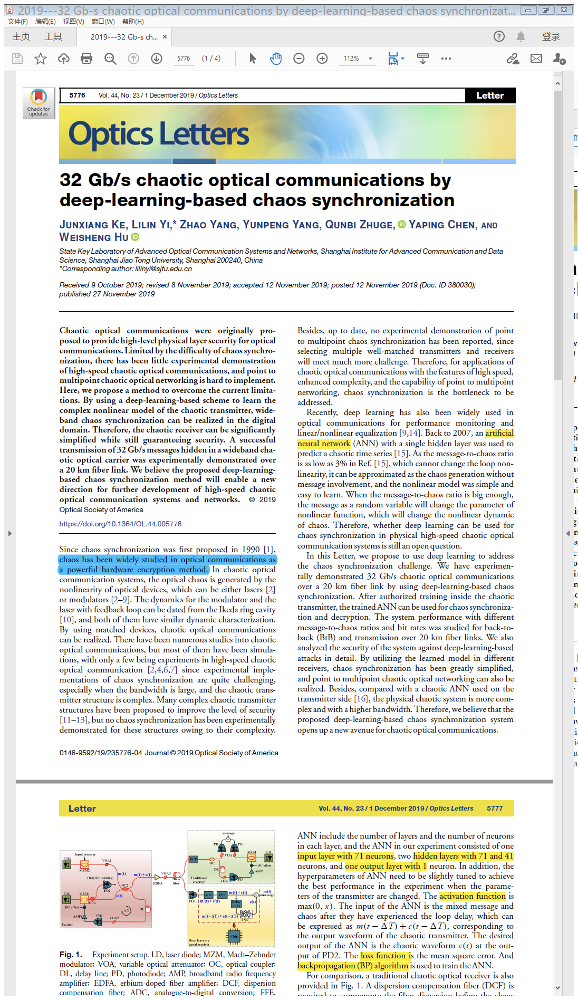 2019---32 Gb-s chaotic optical communications by deep-learning-based chaos synchronizat...
文件(F) 编辑(E) 视图(V) 窗口(W) 帮助(H)
主页 工具 2019---32 Gb-s ch... × 登录
5776 (1 / 4) 112%
Check for updates
5776 Vol. 44, No. 23 / 1 December 2019 / Optics Letters Letter
Optics Letters
32 Gb/s chaotic optical communications by
deep-learning-based chaos synchronization
Junxiang Ke, Lilin Yi,* Zhao Yang, Yunpeng Yang, Qunbi Zhuge, Yaping Chen, and
Weisheng Hu
State Key Laboratory of Advanced Optical Communication Systems and Networks, Shanghai Institute for Advanced Communication and Data
Science, Shanghai Jiao Tong University, Shanghai 200240, China
*Corresponding author: lilinyi@sjtu.edu.cn
Received 9 October 2019; revised 8 November 2019; accepted 12 November 2019; posted 12 November 2019 (Doc. ID 380030);
published 27 November 2019
Chaotic optical communications were originally pro-
posed to provide high-level physical layer security for optical
communications. Limited by the difficulty of chaos synchro-
nization, there has been little experimental demonstration
of high-speed chaotic optical communications, and point to
multipoint chaotic optical networking is hard to implement.
Here, we propose a method to overcome the current limita-
tions. By using a deep-learning-based scheme to learn the
complex nonlinear model of the chaotic transmitter, wide-
band chaos synchronization can be realized in the digital
domain. Therefore, the chaotic receiver can be significantly
simplified while still guaranteeing security. A successful
transmission of 32 Gb/s messages hidden in a wideband cha-
otic optical carrier was experimentally demonstrated over
a 20 km fiber link. We believe the proposed deep-learning-
based chaos synchronization method will enable a new
direction for further development of high-speed chaotic
optical communication systems and networks. © 2019
Optical Society of America
https://doi.org/10.1364/OL.44.005776
Since chaos synchronization was first proposed in 1990 [1],
chaos has been widely studied in optical communications as
a powerful hardware encryption method. In chaotic optical
communication systems, the optical chaos is generated by the
nonlinearity of optical devices, which can be either lasers [2]
or modulators [2–9]. The dynamics for the modulator and the
laser with feedback loop can be dated from the Ikeda ring cavity
[10], and both of them have similar dynamic characterization.
By using matched devices, chaotic optical communications
can be realized. There have been numerous studies into chaotic
optical communications, but most of them have been simula-
tions, with only a few being experiments in high-speed chaotic
optical communication [2,4,6,7] since experimental imple-
mentations of chaos synchronization are quite challenging,
especially when the bandwidth is large, and the chaotic trans-
mitter structure is complex. Many complex chaotic transmitter
structures have been proposed to improve the level of security
[11–13], but no chaos synchronization has been experimentally
demonstrated for these structures owing to their complexity.
Besides, up to date, no experimental demonstration of point
to multipoint chaos synchronization has been reported, since
selecting multiple well-matched transmitters and receivers
will meet much more challenge. Therefore, for applications of
chaotic optical communications with the features of high speed,
enhanced complexity, and the capability of point to multipoint
networking, chaos synchronization is the bottleneck to be
addressed.
Recently, deep learning has also been widely used in
optical communications for performance monitoring and
linear/nonlinear equalization [9,14]. Back to 2007, an artificial
neural network (ANN) with a single hidden layer was used to
predict a chaotic time series [15]. As the message-to-chaos ratio
is as low as 3% in Ref. [15], which cannot change the loop non-
linearity, it can be approximated as the chaos generation without
message involvement, and the nonlinear model was simple and
easy to learn. When the message-to-chaos ratio is big enough,
the message as a random variable will change the parameter of
nonlinear function, which will change the nonlinear dynamic
of chaos. Therefore, whether deep learning can be used for
chaos synchronization in physical high-speed chaotic optical
communication systems is still an open question.
In this Letter, we propose to use deep learning to address
the chaos synchronization challenge. We have experimen-
tally demonstrated 32 Gb/s chaotic optical communications
over a 20 km fiber link by using deep-learning-based chaos
synchronization. After authorized training inside the chaotic
transmitter, the trained ANN can be used for chaos synchroniza-
tion and decryption. The system performance with different
message-to-chaos ratios and bit rates was studied for back-to-
back (BtB) and transmission over 20 km fiber links. We also
analyzed the security of the system against deep-learning-based
attacks in detail. By utilizing the learned model in different
receivers, chaos synchronization has been greatly simplified,
and point to multipoint chaotic optical networking can also be
realized. Besides, compared with a chaotic ANN used on the
transmitter side [16], the physical chaotic system is more com-
plex and with a higher bandwidth. Therefore, we believe that the
proposed deep-learning-based chaos synchronization system
opens up a new avenue for chaotic optical communications.
0146-9592/19/235776-04 Journal © 2019 Optical Society of America
Letter Vol. 44, No. 23 / 1 December 2019 / Optics Letters 5777
Input message
LD2
MZM2
VOA1
m(t)
m(t) + c(t)
Only for training
PD2
OC2
c(t)
LD1
MZM1
OC1
DC offset
AMP1
PD1
VOA2
ΔT
DL
Emitter
EDFA
VOA3
20km
fiber
message
PD
PD
VOA
MZM
LD
DCF
OC
DL
DC offset
AMP
VOA
PD
Traditional
receiver
PD3
ADC
FFE
m(t) + c(t)
m(t)
message
m'(t) + c'(t)
Delay
(ΔT)
c(t)
m(t - ΔT) + c(t - ΔT)
ANN
Chip
Deep learning
based receiver
Fig. 1. Experiment setup. LD, laser diode; MZM, Mach–Zehnder
modulator; VOA, variable optical attenuator; OC, optical coupler;
DL, delay line; PD, photodiode; AMP, broadband radio frequency
amplifier; EDFA, erbium-doped fiber amplifier; DCF, dispersion
compensation fiber; ADC, analogue-to-digital conversion; FFE,
ANN include the number of layers and the number of neurons
in each layer, and the ANN in our experiment consisted of one
input layer with 71 neurons, two hidden layers with 71 and 41
neurons, and one output layer with 1 neuron. In addition, the
hyperparameters of ANN need to be slightly tuned to achieve
the best performance in the experiment when the parame-
ters of the transmitter are changed. The activation function is
max(0, x). The input of the ANN is the mixed message and
chaos after they have experienced the loop delay, which can
be expressed as m(t − ΔT) + c(t − ΔT), corresponding to
the output waveform of the chaotic transmitter. The desired
output of the ANN is the chaotic waveform c(t) at the out-
put of PD2. The loss function is the mean square error. And
backpropagation (BP) algorithm is used to train the ANN.
For comparison, a traditional chaotic optical receiver is also
provided in Fig. 1. A dispersion compensation fiber (DCF) is
required to compensate the fiber dispersion before the chaos